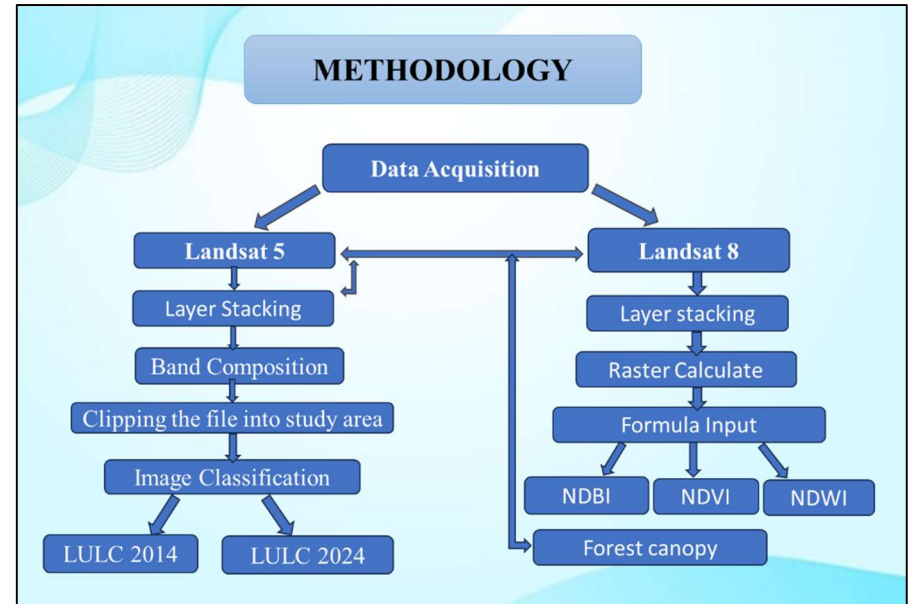 METHODOLOGY
Data Acquisition
Landsat 5
Landsat 8
Layer Stacking
Layer stacking
Band Composition
Raster Calculate
Clipping the file into study area
Formula Input
Image Classification
NDBI
NDVI
NDWI
LULC 2014
LULC 2024
Forest canopy